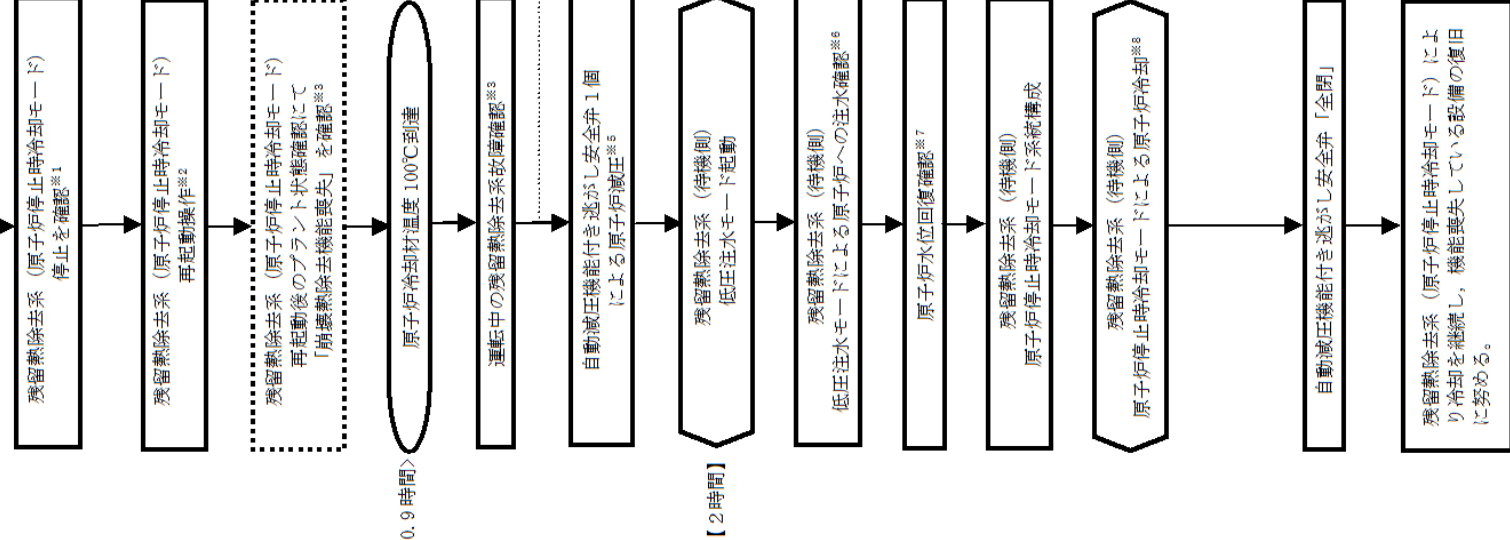 残留熱除去系（原子炉停止時冷却モード）
停止を確認※1
残留熱除去系（原子炉停止時冷却モード）
再起動操作※2
残留熱除去系（原子炉停止時冷却モード）
再起動後のプラント状態確認にて
「崩壊熱除去機能喪失」を確認※3
原子炉冷却材温度100℃到達
0.9時間>
運転中の残留熱除去系故障確認※3
自動減圧機能付き逃がし安全弁1個
による原子炉減圧※5
残留熱除去系（待機側）
低圧注水モード起動
【2時間】
残留熱除去系（待機側）
低圧注水モードによる原子炉への注水確認※6
原子炉水位回復確認※7
残留熱除去系（待機側）
原子炉停止時冷却モード系統構成
残留熱除去系（待機側）
原子炉停止時冷却モードによる原子炉冷却※8
自動減圧機能付き逃がし安全弁「全閉」
残留熱除去系（原子炉停止時冷却モード）によ
り冷却を継続し，機能喪失している設備の復旧
に努める。